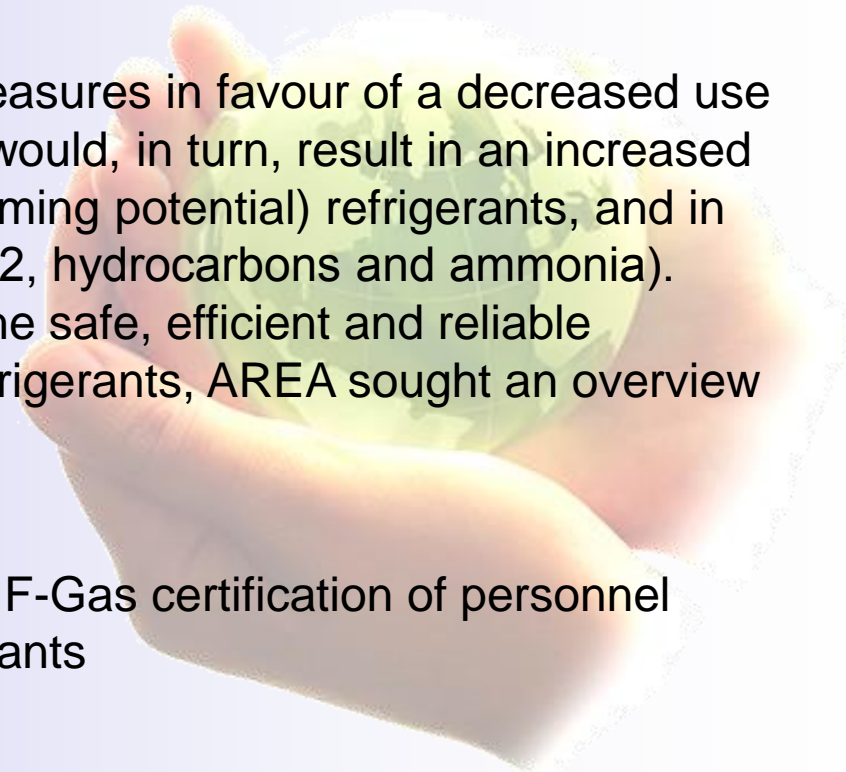 easures in favour of a decreased use
would, in turn, result in an increased
ming potential) refrigerants, and in
2, hydrocarbons and ammonia).
ne safe, efficient and reliable
rigerants, AREA sought an overview
F-Gas certification of personnel
ants